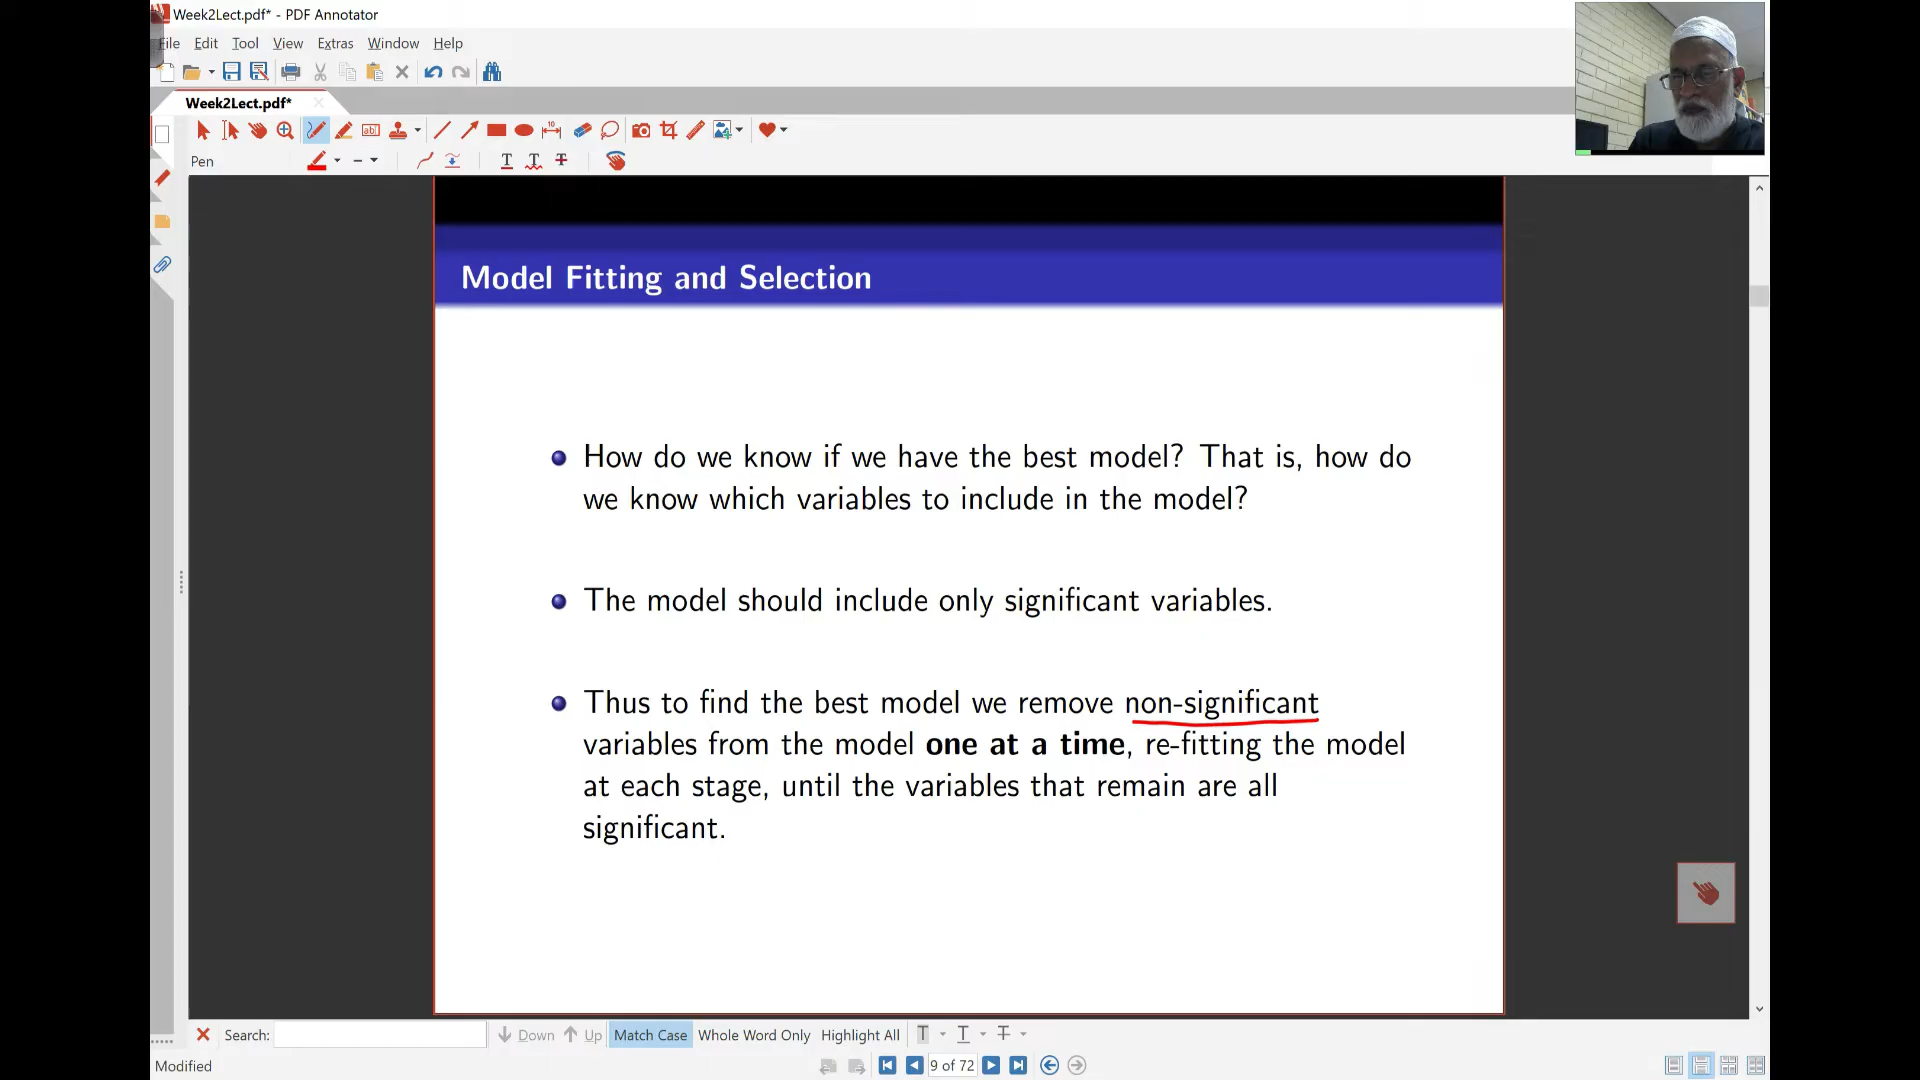 Week2Lect.pdf* - PDF Annotator
File Edit Tool View Extras Window Help
Week2Lect.pdf*
Pen
Model Fitting and Selection
How do we know if we have the best model? That is, how do
we know which variables to include in the model?
The model should include only significant variables.
Thus to find the best model we remove non-significant
variables from the model one at a time, re-fitting the model
at each stage, until the variables that remain are all
significant.
Search: Down Up Match Case Whole Word Only Highlight All
Modified 9 of 72